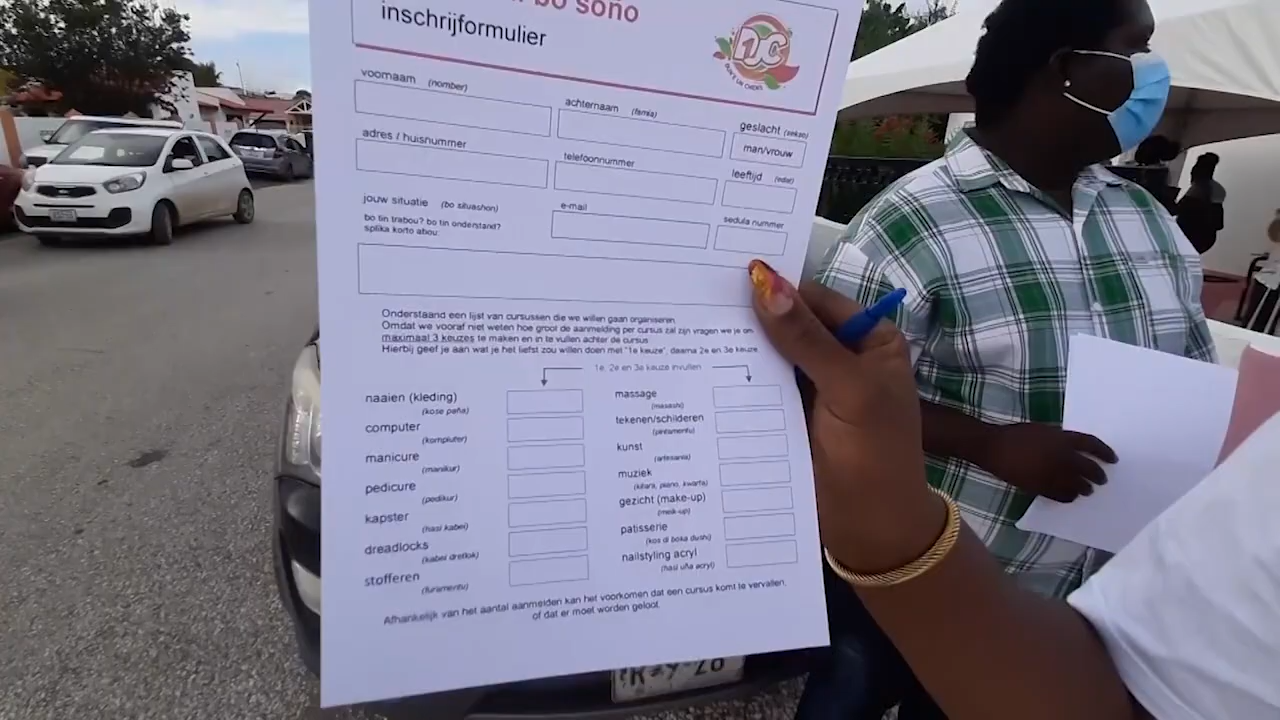 bo soño
inschrijformulier
1DC
voornaam (nomber)
achternaam (famia)
geslacht (sekso)
man/vrouw
adres / huisnummer
telefoonnummer
leeftijd (edat)
jouw situatie (bo situashon)
bo tin trabou? bo tin onderstand?
splika korto abou:
e-mail
sedula nummer
Onderstaand een lijst van cursussen die we willen gaan organiseren.
Omdat we vooraf niet weten hoe groot de aanmelding per cursus zal zijn vragen we je om
maximaal 3 keuzes te maken en in te vullen achter de cursus
Hierbij geef je aan wat je het liefst zou willen doen met "1e keuze", daarna 2e en 3e keuze.
1e, 2e en 3e keuze invullen
naaien (kleding)
(kose paña)
computer
(komputer)
manicure
(manikur)
pedicure
(pedikur)
kapster
(hasi kabei)
dreadlocks
(kabei dretlok)
stofferen
(furamentu)
massage
(masashi)
tekenen/schilderen
(pintamentu)
kunst
(artesania)
muziek
(kitara, piano, kwarta)
gezicht (make-up)
(meik-up)
patisserie
(kos di boka dushi)
nailstyling acryl
(hasi uña acryl)
Afhankelijk van het aantal aanmelden kan het voorkomen dat een cursus komt te vervallen,
of dat er moet worden geloot.